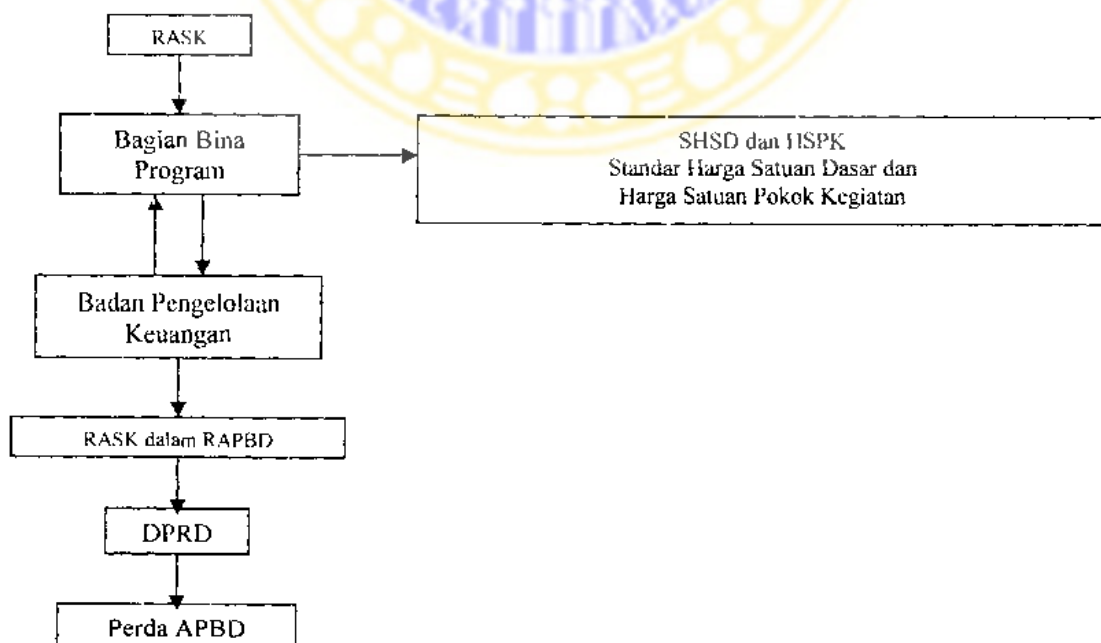 RASK
Bagian Bina
Program
SHSD dan HSPK
Standar Harga Satuan Dasar dan
Harga Satuan Pokok Kegiatan
Badan Pengelolaan
Keuangan
RASK dalam RAPBD
DPRD
Perda APBD